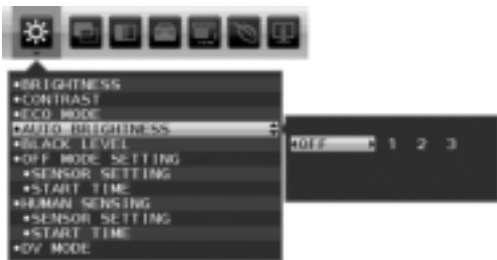 •BRIGHTNESS
•CONTRAST
•ECO MODE
•AUTO BRIGHTNESS
•OFF 1 2 3
•BLACK LEVEL
•OFF MODE SETTING
•SENSOR SETTING
•START TIME
•HUMAN SENSING
•SENSOR SETTING
•START TIME
•DV MODE